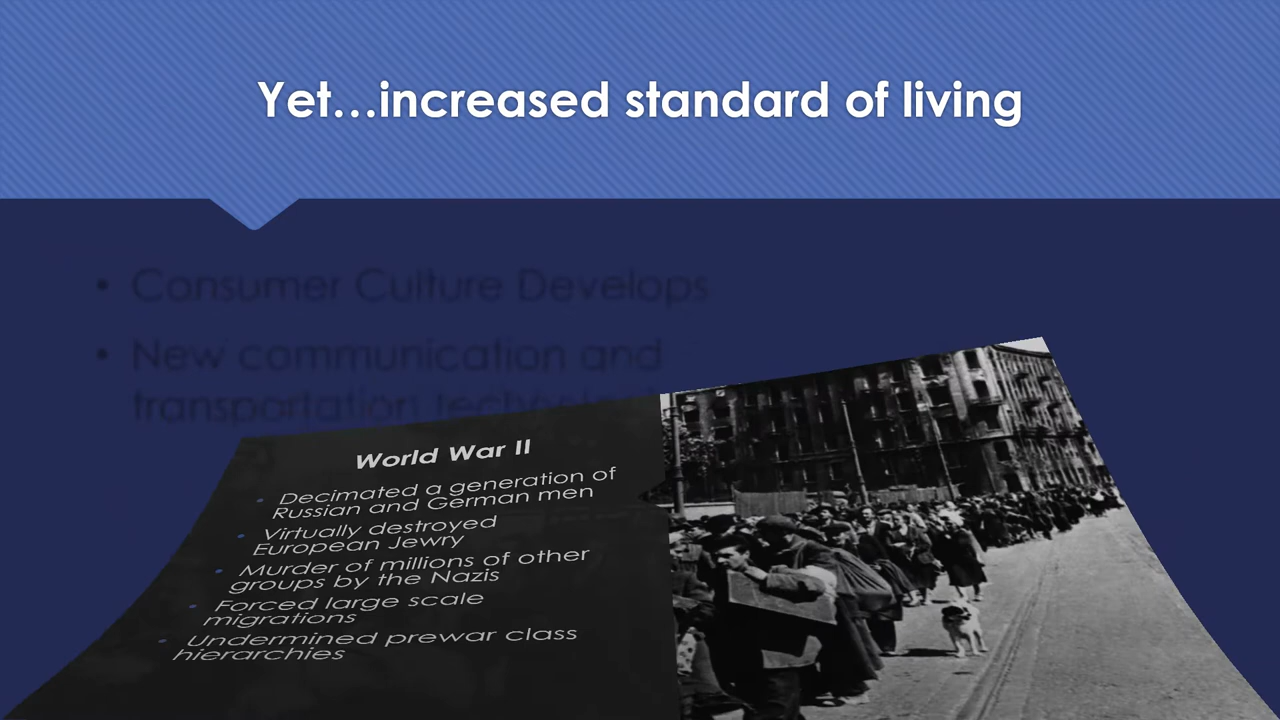 Yet...increased standard of living
• Consumer Culture Develops
• New communication and
transportation
World War II
• Decimated a generation of
Russian and German men
• Virtually destroyed
European Jewry
• Murder of millions of other
groups by the Nazis
• Forced large scale
migrations
• Undermined prewar class
hierarchies